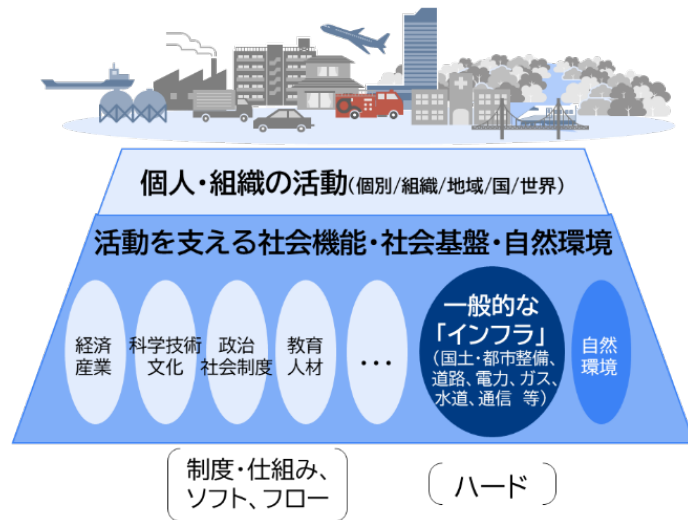 個人・組織の活動(個別/組織/地域/国/世界)
活動を支える社会機能・社会基盤・自然環境
経済
産業
科学技術
文化
政治
社会制度
教育
人材
・・・
一般的な
「インフラ」
(国土・都市整備、
道路、電力、ガス、
水道、通信 等)
自然
環境
制度・仕組み、
ソフト、フロー
ハード